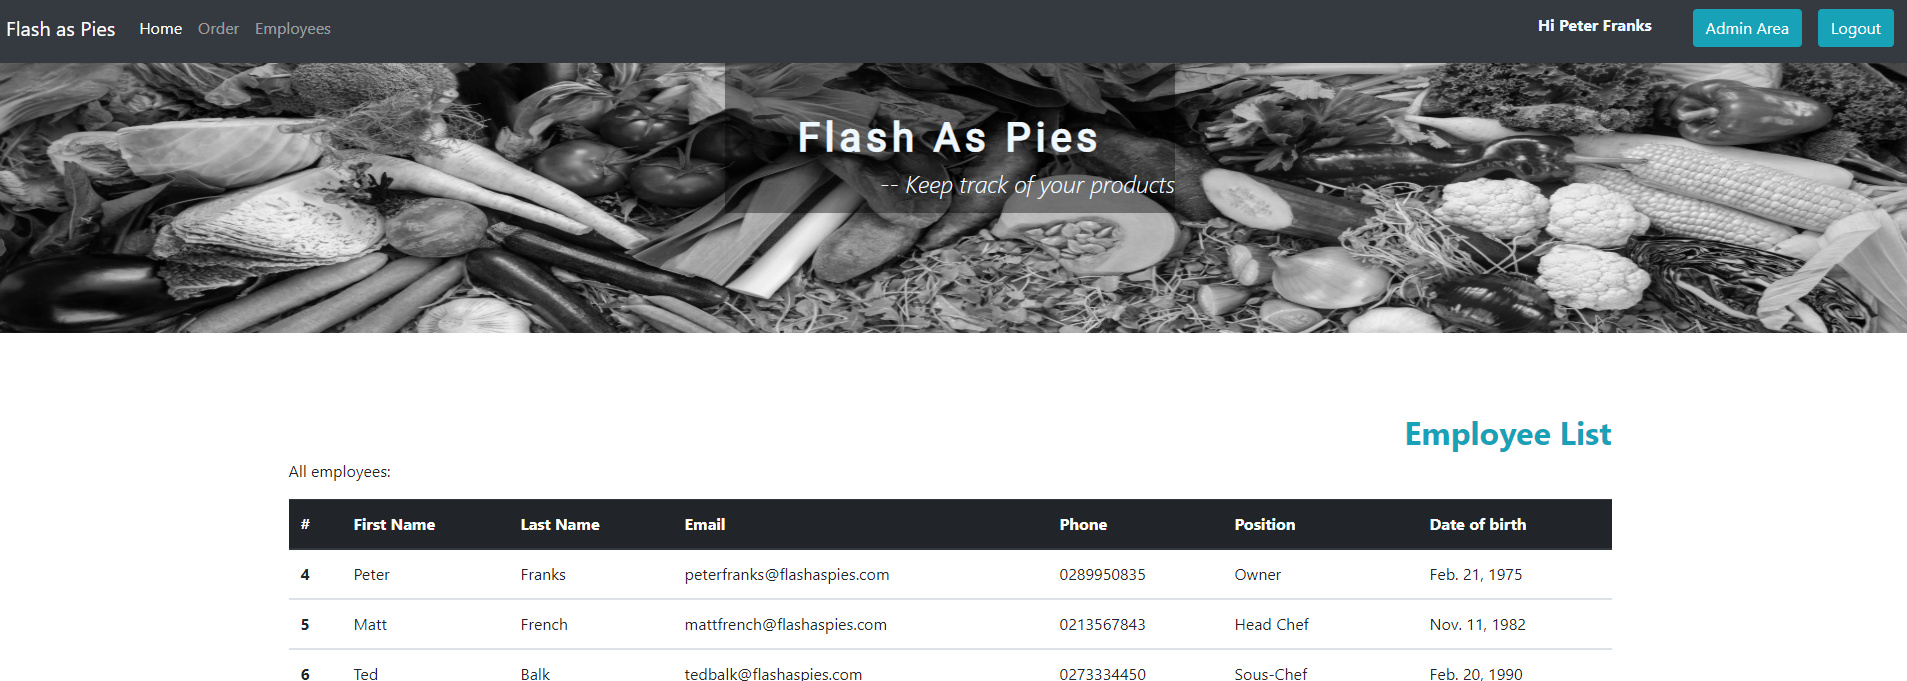 Flash as Pies Home Order Employees Hi Peter Franks Admin Area Logout
Flash As Pies
-- Keep track of your products
Employee List
All employees:
# First Name Last Name Email Phone Position Date of birth
4 Peter Franks peterfranks@flashaspies.com 0289950835 Owner Feb. 21, 1975
5 Matt French mattfrench@flashaspies.com 0213567843 Head Chef Nov. 11, 1982
6 Ted Balk tedbalk@flashaspies.com 0273334450 Sous-Chef Feb. 20, 1990